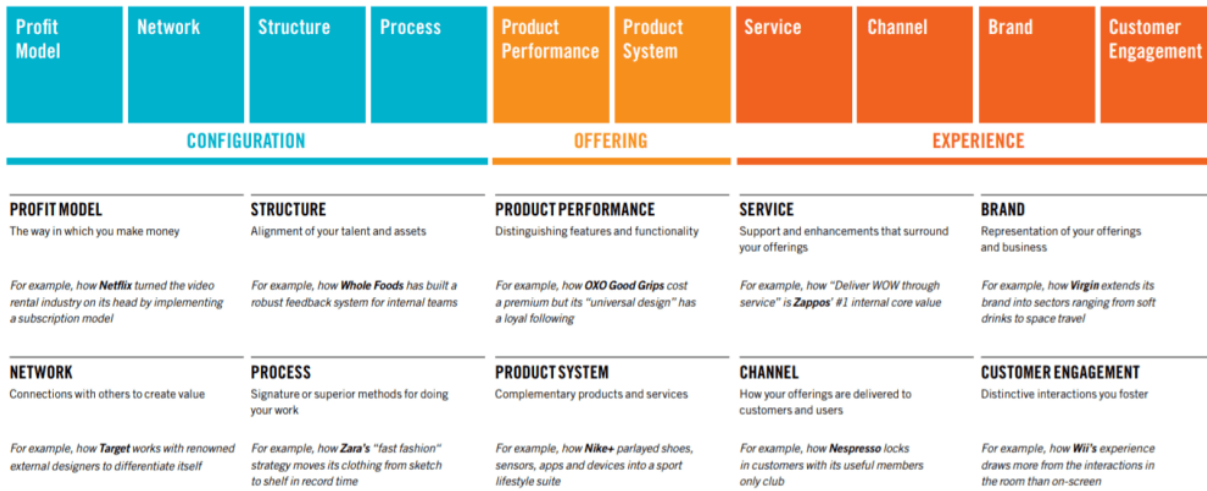 Profit
Model
Network
Structure
Process
Product
Performance
Product
System
Service
Channel
Brand
Customer
Engagement
CONFIGURATION
OFFERING
EXPERIENCE
PROFIT MODEL
The way in which you make money
For example, how Netflix turned the video
rental industry on its head by implementing
a subscription model
STRUCTURE
Alignment of your talent and assets
For example, how Whole Foods has built a
robust feedback system for internal teams
PRODUCT PERFORMANCE
Distinguishing features and functionality
For example, how OXO Good Grips cost
a premium but its “universal design” has
a loyal following
SERVICE
Support and enhancements that surround
your offerings
For example, how “Deliver WOW through
service” is Zappos’ #1 internal core value
BRAND
Representation of your offerings
and business
For example, how Virgin extends its
brand into sectors ranging from soft
drinks to space travel
NETWORK
Connections with others to create value
For example, how Target works with renowned
external designers to differentiate itself
PROCESS
Signature or superior methods for doing
your work
For example, how Zara’s “fast fashion“
strategy moves its clothing from sketch
to shelf in record time
PRODUCT SYSTEM
Complementary products and services
For example, how Nike+ parlayed shoes,
sensors, apps and devices into a sport
lifestyle suite
CHANNEL
How your offerings are delivered to
customers and users
For example, how Nespresso locks
in customers with its useful members
only club
CUSTOMER ENGAGEMENT
Distinctive interactions you foster
For example, how Wii’s experience
draws more from the interactions in
the room than on-screen